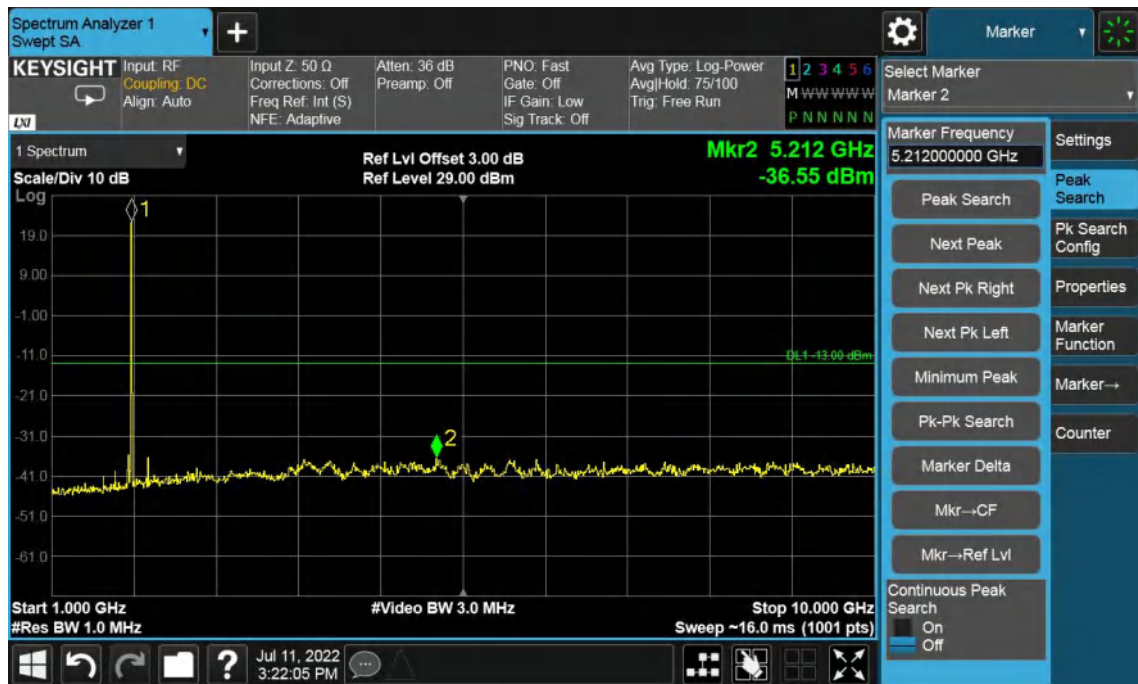 Spectrum Analyzer 1
Swept SA
+
Marker
KEYSIGHT
LXI
Input: RF
Coupling: DC
Align: Auto
Input Z: 50 Ω
Corrections: Off
Freq Ref: Int (S)
NFE: Adaptive
Atten: 36 dB
Preamp: Off
PNO: Fast
Gate: Off
IF Gain: Low
Sig Track: Off
Avg Type: Log-Power
Avg|Hold: 75/100
Trig: Free Run
1 2 3 4 5 6
M W W W W W
P N N N N N
Select Marker
Marker 2
1 Spectrum
Scale/Div 10 dB
Log
Ref Lvl Offset 3.00 dB
Ref Level 29.00 dBm
Mkr2 5.212 GHz
-36.55 dBm
1
19.0
9.00
-1.00
-11.0
DL1 -13.00 dBm
-21.0
-31.0
2
-41.0
-51.0
-61.0
Start 1.000 GHz
#Res BW 1.0 MHz
#Video BW 3.0 MHz
Stop 10.000 GHz
Sweep ~16.0 ms (1001 pts)
Marker Frequency
5.212000000 GHz
Peak Search
Next Peak
Next Pk Right
Next Pk Left
Minimum Peak
Pk-Pk Search
Marker Delta
Mkr→CF
Mkr→Ref Lvl
Continuous Peak
Search
On
Off
Settings
Peak
Search
Pk Search
Config
Properties
Marker
Function
Marker→
Counter
?
Jul 11, 2022
3:22:05 PM